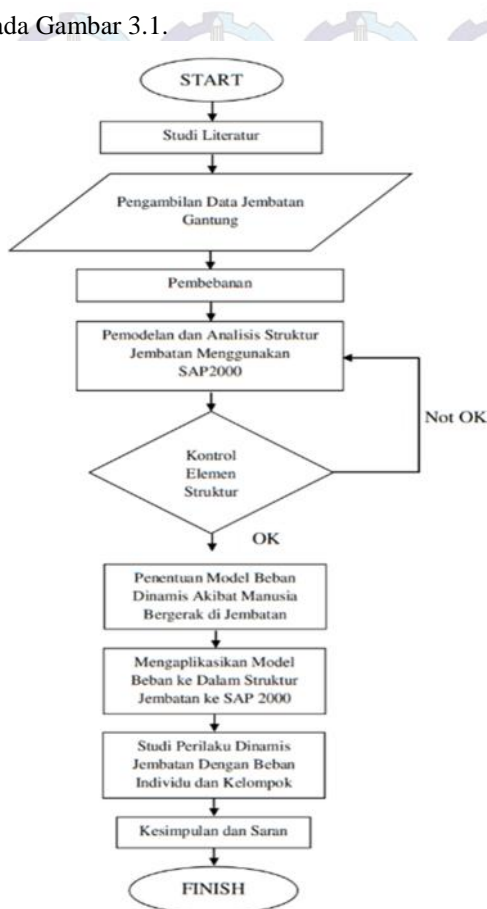 ada Gambar 3.1.
START
Studi Literatur
Pengambilan Data Jembatan
Gantung
Pembebanan
Pemodelan dan Analisis Struktur
Jembatan Menggunakan
SAP2000
Not OK
Kontrol
Elemen
Struktur
OK
Penentuan Model Beban
Dinamis Akibat Manusia
Bergerak di Jembatan
Mengaplikasikan Model
Beban ke Dalam Struktur
Jembatan ke SAP 2000
Studi Perilaku Dinamis
Jembatan Dengan Beban
Individu dan Kelompok
Kesimpulan dan Saran
FINISH